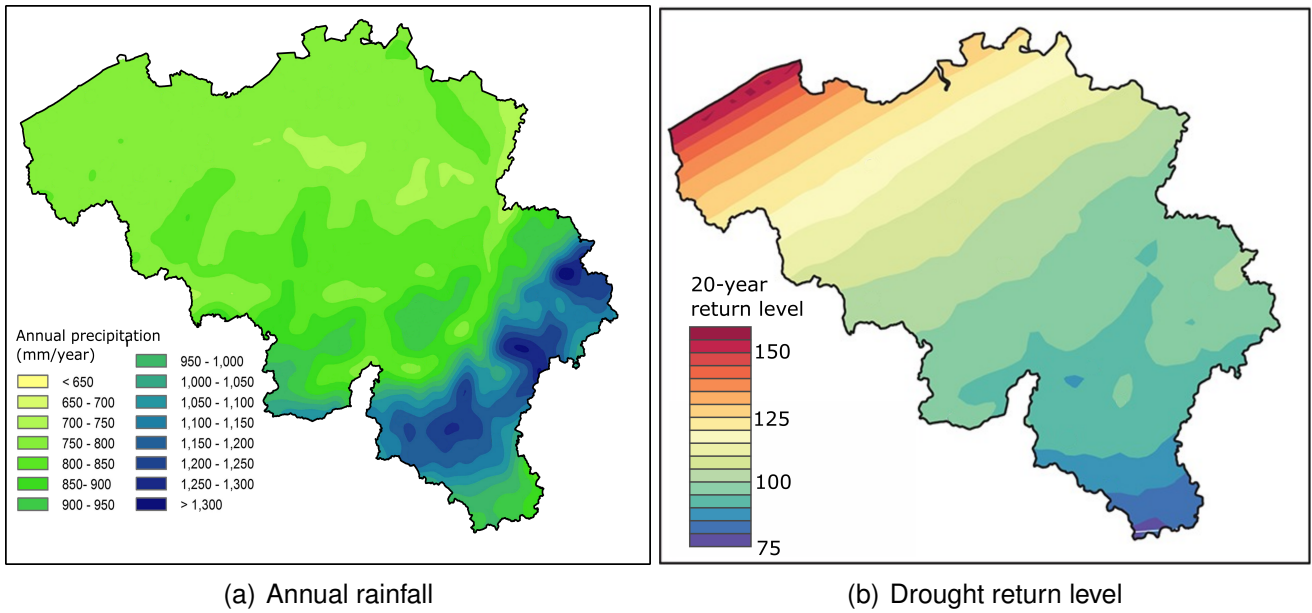 Annual precipitation
(mm/year)
< 650
650 - 700
700 - 750
750 - 800
800 - 850
850- 900
900 - 950
950 - 1,000
1,000 - 1,050
1,050 - 1,100
1,100 - 1,150
1,150 - 1,200
1,200 - 1,250
1,250 - 1,300
> 1,300
20-year
return level
150
125
100
75
(a) Annual rainfall
(b) Drought return level